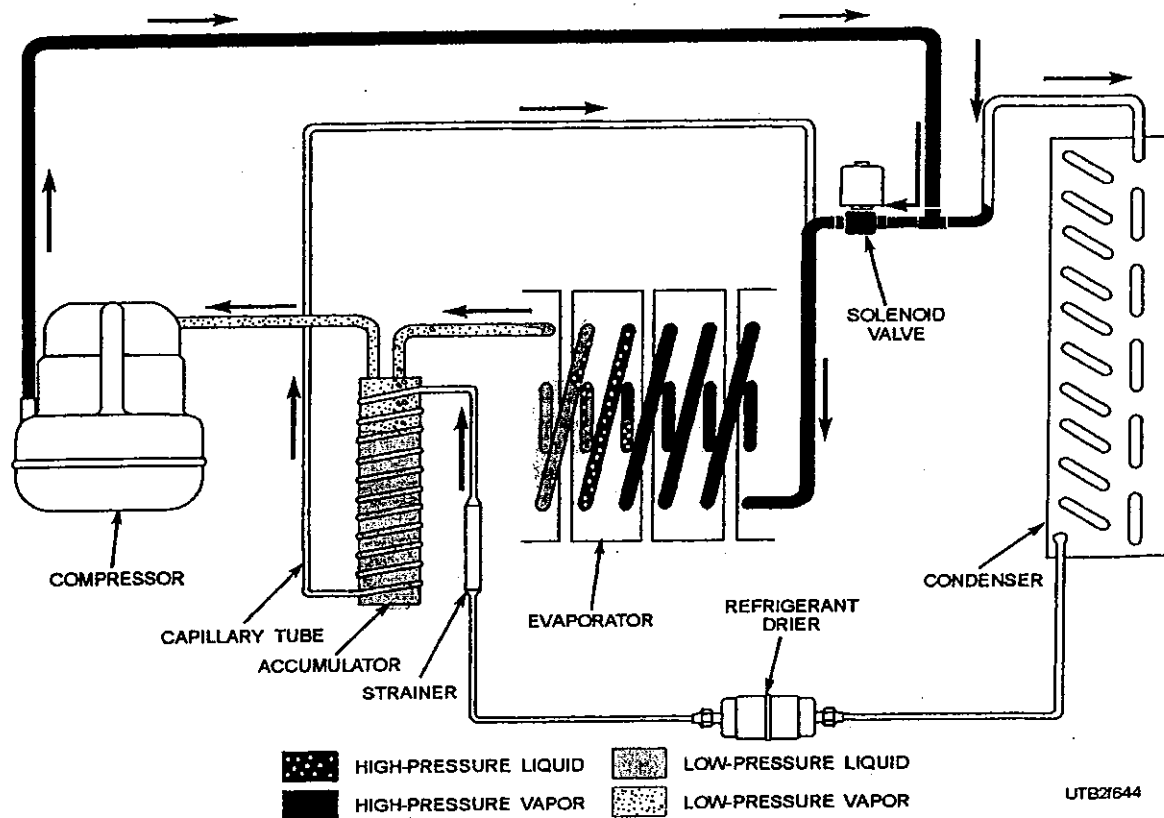 SOLENOID
VALVE
COMPRESSOR
CAPILLARY TUBE
ACCUMULATOR
STRAINER
EVAPORATOR
REFRIGERANT
DRIER
CONDENSER
HIGH-PRESSURE LIQUID
LOW-PRESSURE LIQUID
HIGH-PRESSURE VAPOR
LOW-PRESSURE VAPOR
UTB2f644